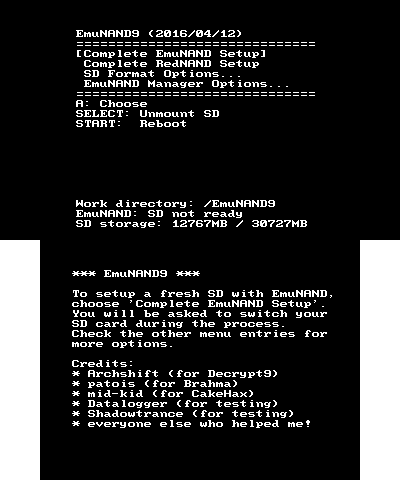 EmuNAND9 (2016/04/12)
==============================
[Complete EmuNAND Setup]
Complete RedNAND Setup
SD Format Options...
EmuNAND Manager Options...
==============================
A: Choose
SELECT: Unmount SD
START:  Reboot
Work directory: /EmuNAND9
EmuNAND: SD not ready
SD storage: 12767MB / 30727MB
*** EmuNAND9 ***
To setup a fresh SD with EmuNAND,
choose 'Complete EmuNAND Setup'.
You will be asked to switch your
SD card during the process.
Check the other menu entries for
more options.
Credits:
* Archshift (for Decrypt9)
* patois (for Brahma)
* mid-kid (for CakeHax)
* Datalogger (for testing)
* Shadowtrance (for testing)
* everyone else who helped me!